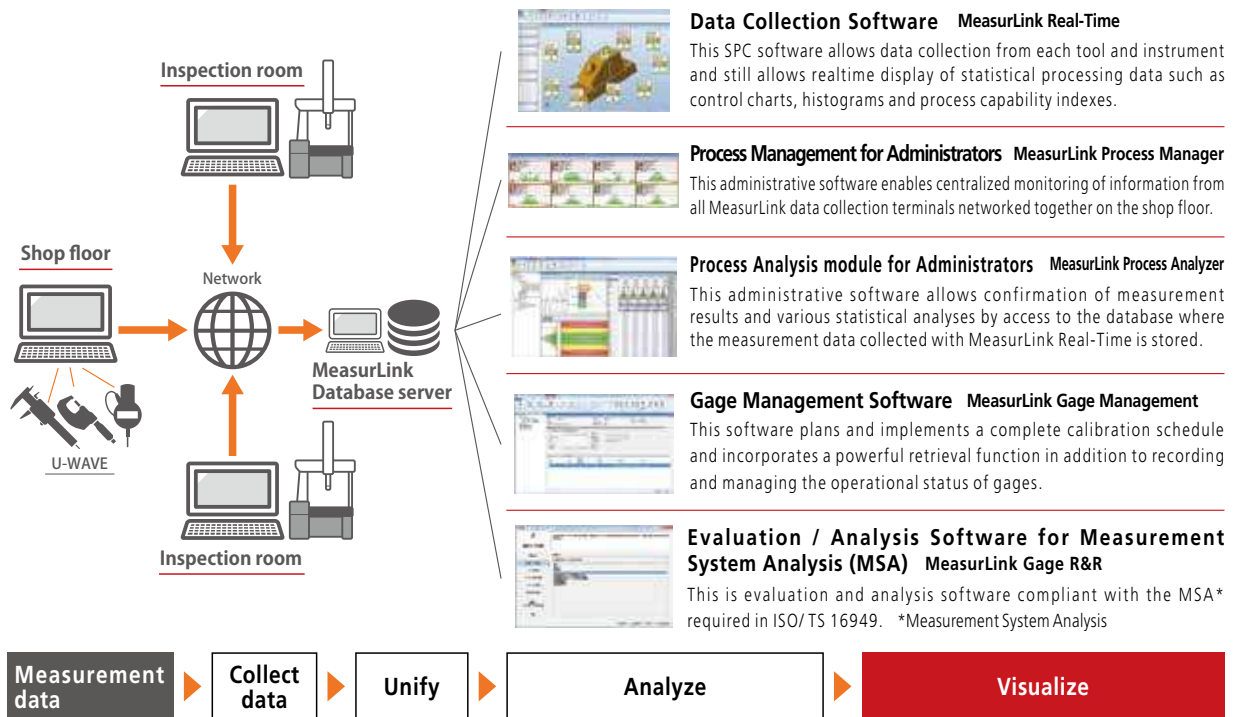 Inspection room
Shop floor
Network
U-WAVE
MeasurLink
Database server
Inspection room
Data Collection Software MeasurLink Real-Time
This SPC software allows data collection from each tool and instrument
and still allows realtime display of statistical processing data such as
control charts, histograms and process capability indexes.
Process Management for Administrators MeasurLink Process Manager
This administrative software enables centralized monitoring of information from
all MeasurLink data collection terminals networked together on the shop floor.
Process Analysis module for Administrators MeasurLink Process Analyzer
This administrative software allows confirmation of measurement
results and various statistical analyses by access to the database where
the measurement data collected with MeasurLink Real-Time is stored.
Gage Management Software MeasurLink Gage Management
This software plans and implements a complete calibration schedule
and incorporates a powerful retrieval function in addition to recording
and managing the operational status of gages.
Evaluation / Analysis Software for Measurement
System Analysis (MSA) MeasurLink Gage R&R
This is evaluation and analysis software compliant with the MSA*
required in ISO/ TS 16949. *Measurement System Analysis
Measurement
data
Collect
data
Unify
Analyze
Visualize